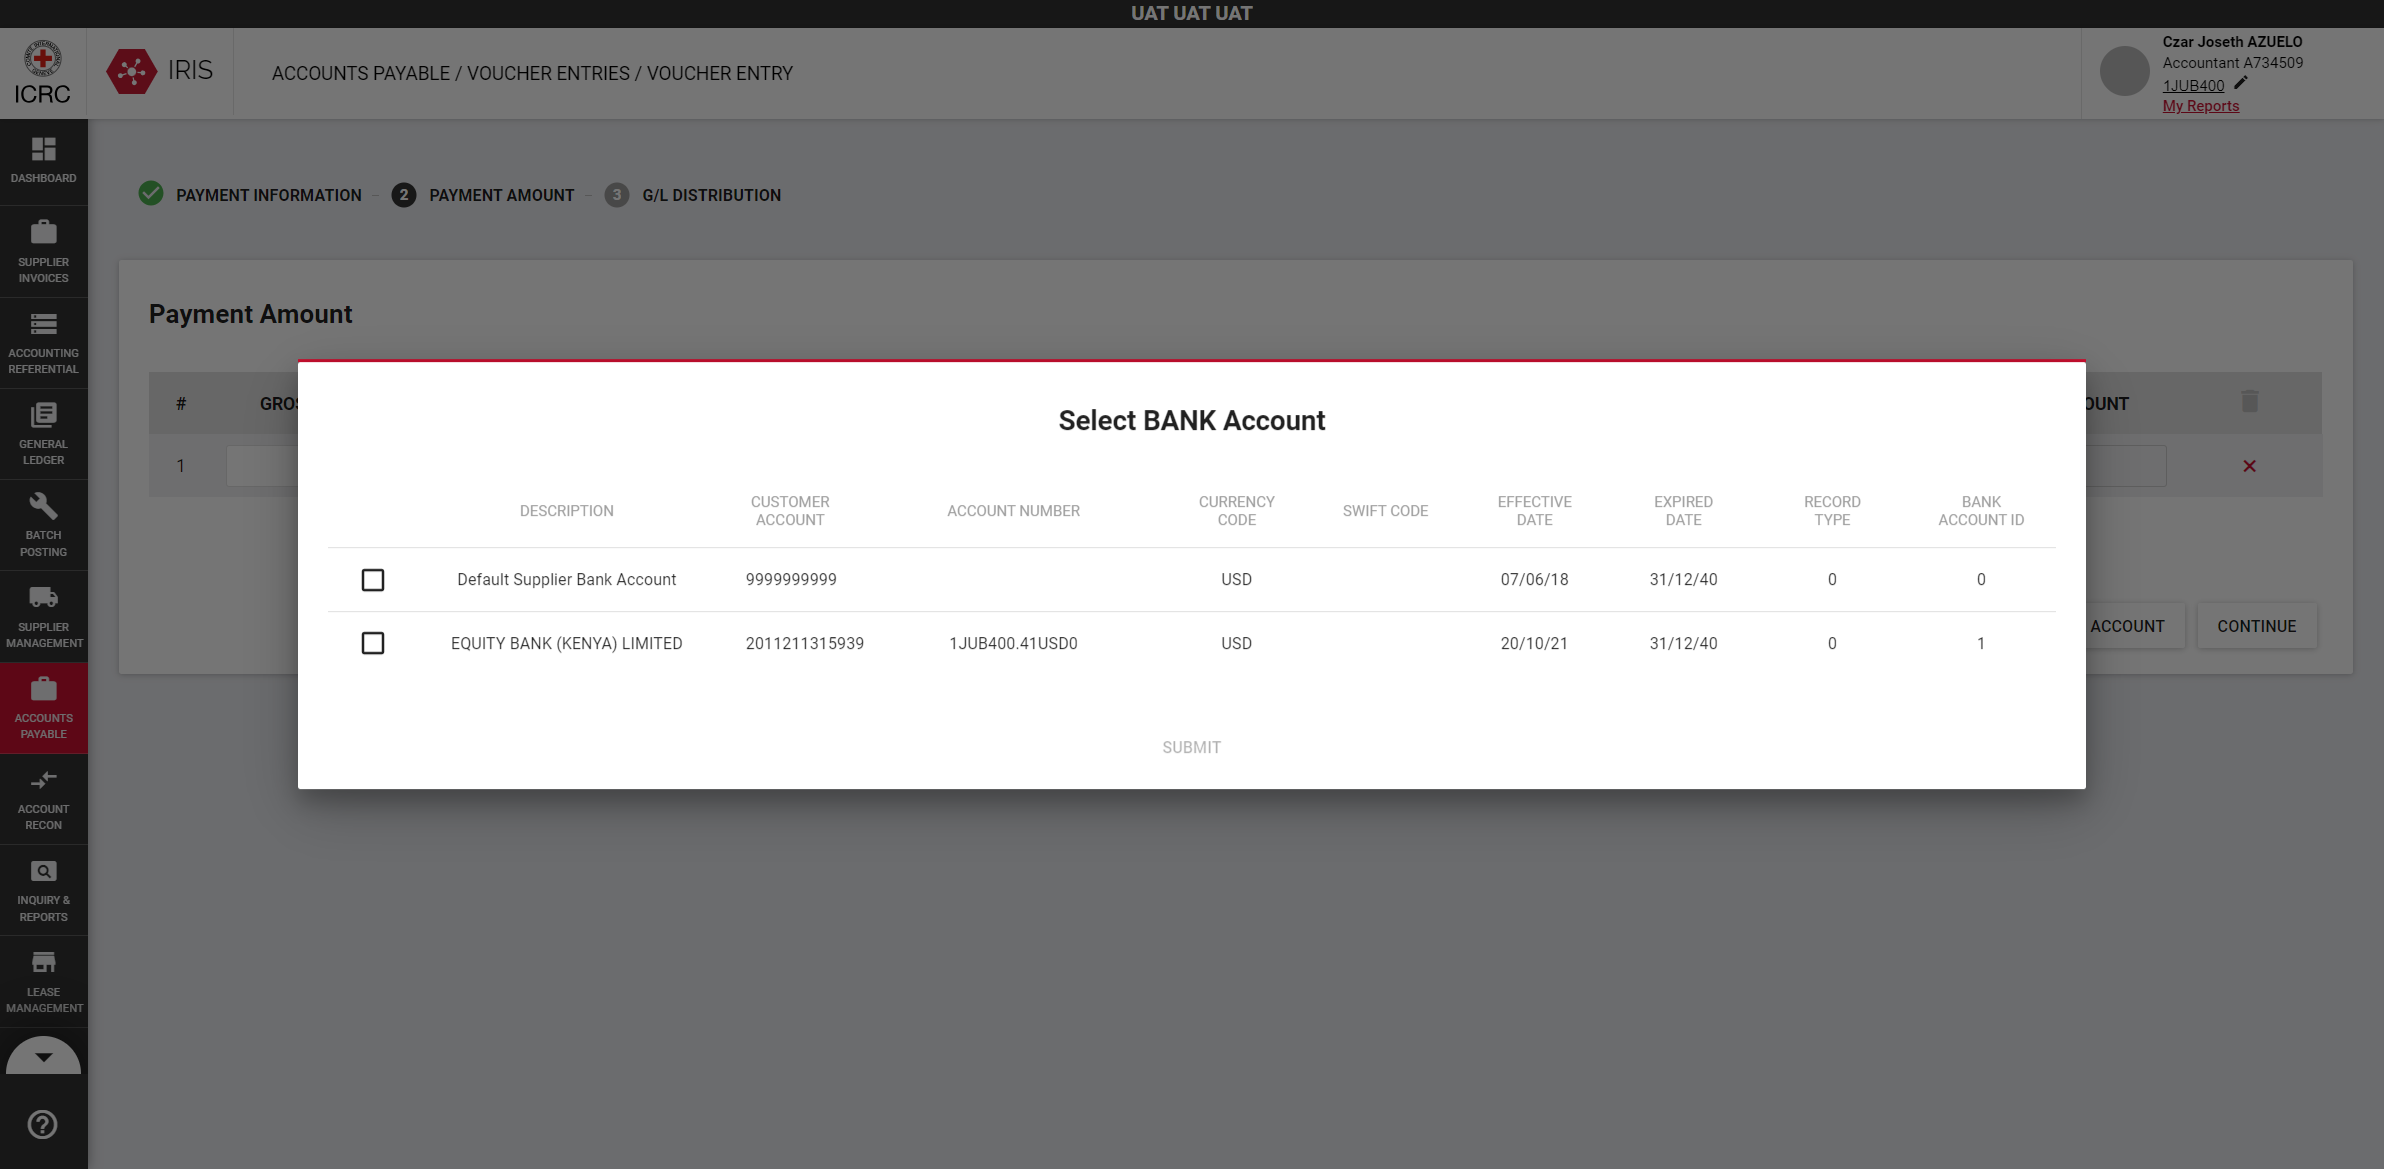 UAT UAT UAT
ICRC
IRIS
ACCOUNTS PAYABLE / VOUCHER ENTRIES / VOUCHER ENTRY
Czar Joseth AZUELO
Accountant A734509
1JUB400
My Reports
DASHBOARD
SUPPLIER
INVOICES
ACCOUNTING
REFERENTIAL
GENERAL
LEDGER
BATCH
POSTING
SUPPLIER
MANAGEMENT
ACCOUNTS
PAYABLE
ACCOUNT
RECON
INQUIRY &
REPORTS
LEASE
MANAGEMENT
PAYMENT INFORMATION - 2 PAYMENT AMOUNT - 3 G/L DISTRIBUTION
Payment Amount
# GROS OUNT
1
Select BANK Account
DESCRIPTION CUSTOMER ACCOUNT ACCOUNT NUMBER CURRENCY CODE SWIFT CODE EFFECTIVE DATE EXPIRED DATE RECORD TYPE BANK ACCOUNT ID
Default Supplier Bank Account 9999999999 USD 07/06/18 31/12/40 0 0
EQUITY BANK (KENYA) LIMITED 2011211315939 1JUB400.41USD0 USD 20/10/21 31/12/40 0 1
SUBMIT
ACCOUNT CONTINUE